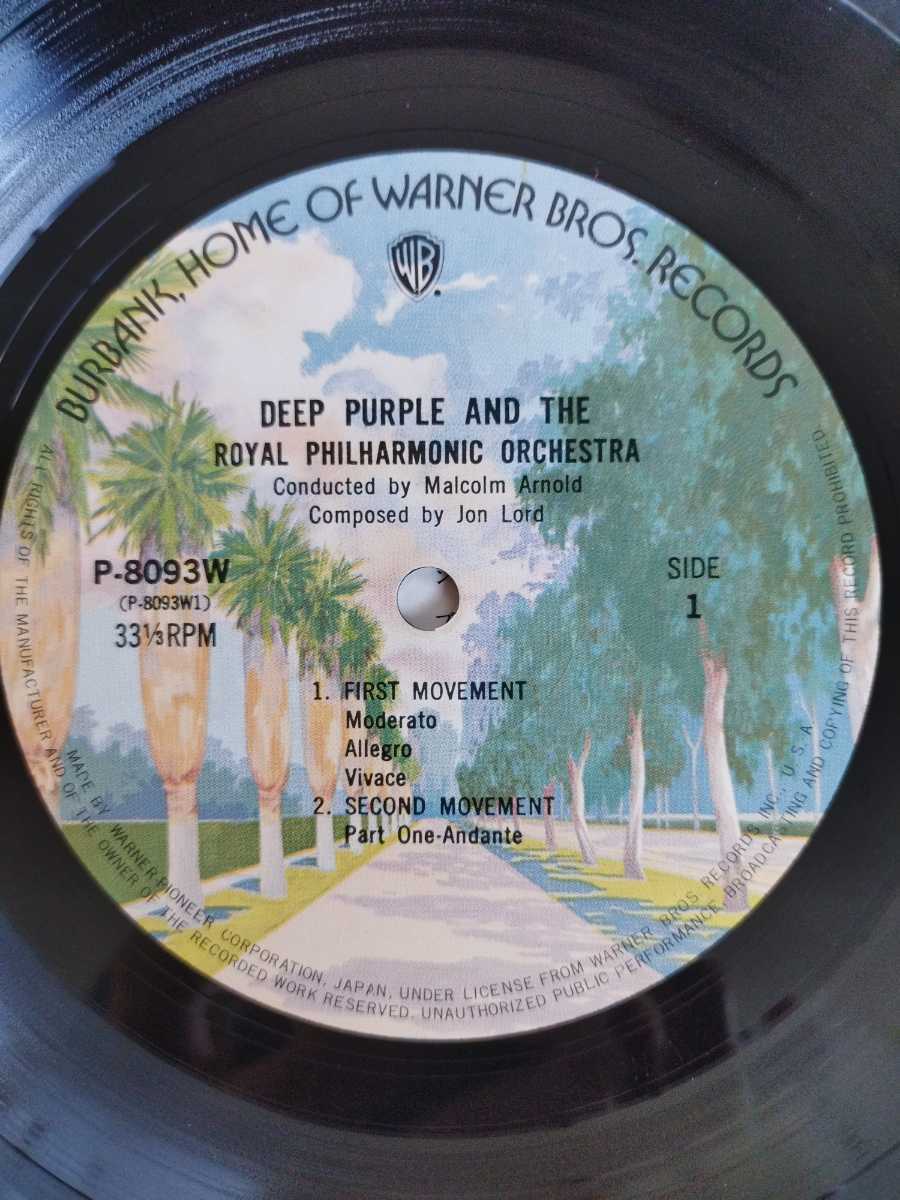 BURBANK, HOME OF WARNER BROS. RECORDS
WB
DEEP PURPLE AND THE
ROYAL PHILHARMONIC ORCHESTRA
Conducted by Malcolm Arnold
Composed by Jon Lord
P-8093W
(P-8093W1)
33⅓RPM
SIDE
1
1. FIRST MOVEMENT
Moderato
Allegro
Vivace
2. SECOND MOVEMENT
Part One-Andante
MADE BY WARNER-PIONEER CORPORATION, JAPAN, UNDER LICENSE FROM WARNER BROS RECORDS INC., U.S.A.
ALL RIGHTS OF THE MANUFACTURER AND OF THE OWNER OF THE RECORDED WORK RESERVED. UNAUTHORIZED PUBLIC PERFORMANCE, BROADCASTING AND COPYING OF THIS RECORD PROHIBITED